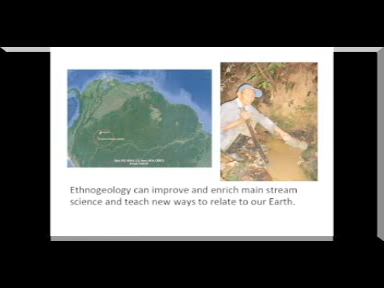 Ethnogeology can improve and enrich main stream
science and teach new ways to relate to our Earth.